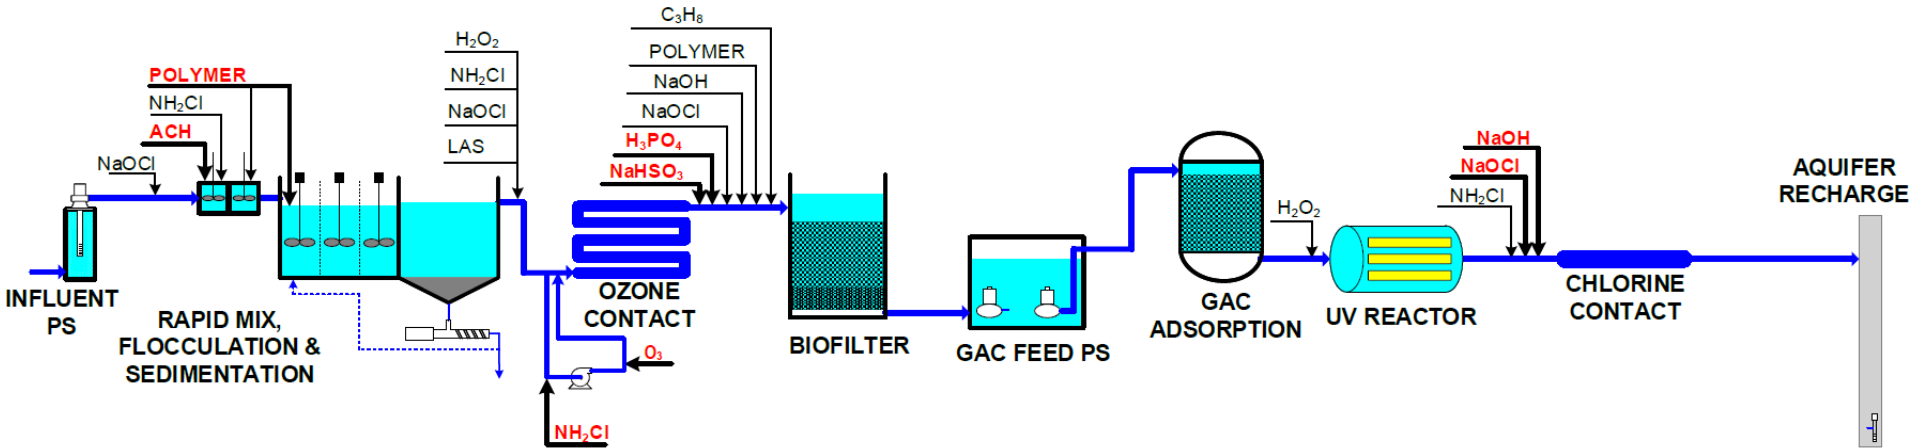 C₃H₈
H₂O₂
POLYMER
POLYMER
NH₂Cl
NaOH
NH₂Cl
NaOCl
NaOCl
ACH
LAS
H₃PO₄
NaOH
NaOCl
NaHSO₃
NaOCl
NH₂Cl
AQUIFER
RECHARGE
H₂O₂
INFLUENT
PS
RAPID MIX,
FLOCCULATION &
SEDIMENTATION
OZONE
CONTACT
O₃
NH₂Cl
BIOFILTER
GAC FEED PS
GAC
ADSORPTION
UV REACTOR
CHLORINE
CONTACT